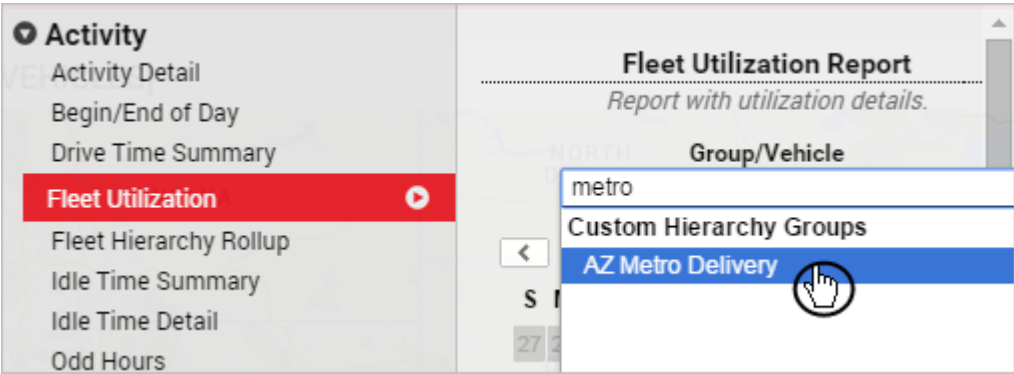 Activity
Activity Detail
Begin/End of Day
Drive Time Summary
Fleet Utilization
Fleet Hierarchy Rollup
Idle Time Summary
Idle Time Detail
Odd Hours
Fleet Utilization Report
Report with utilization details.
Group/Vehicle
metro
Custom Hierarchy Groups
AZ Metro Delivery
S
27
NORTH